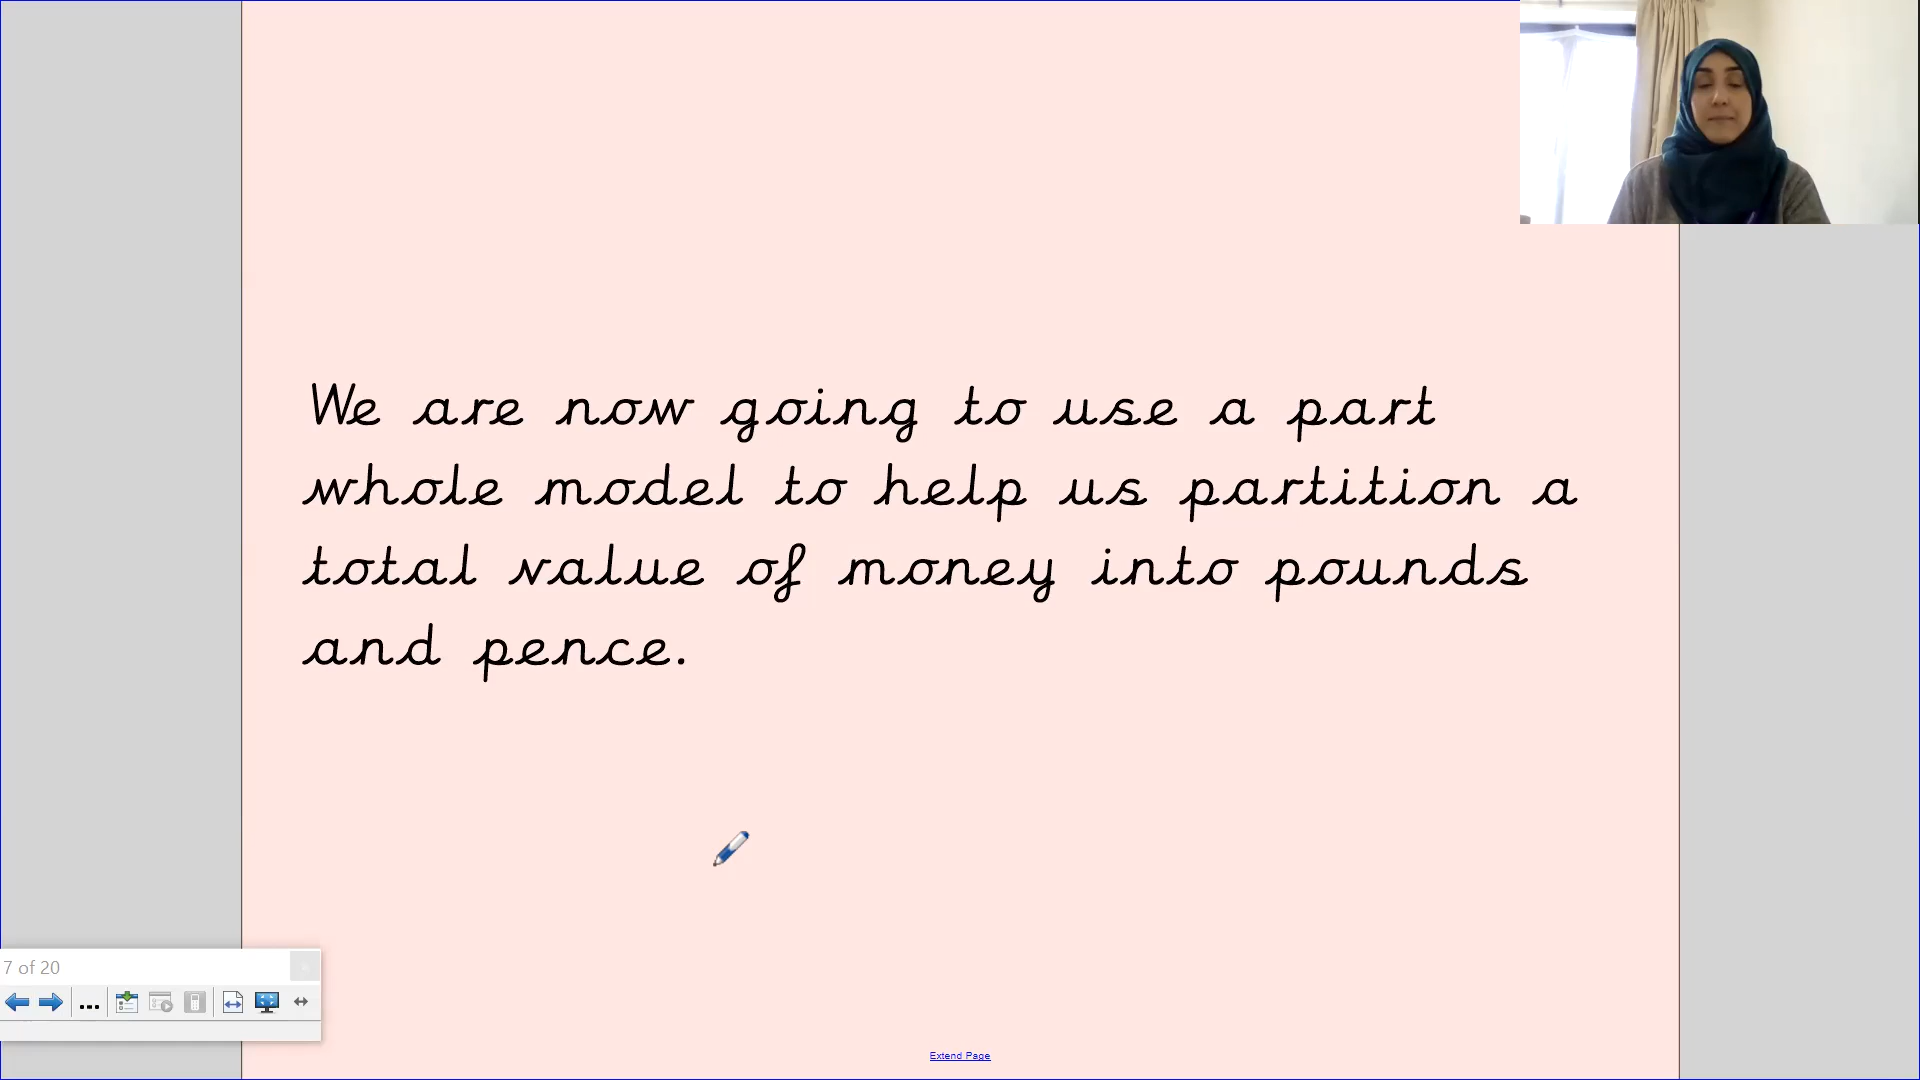 We are now going to use a part
whole model to help us partition a
total value of money into pounds
and pence.
7 of 20
Extend Page